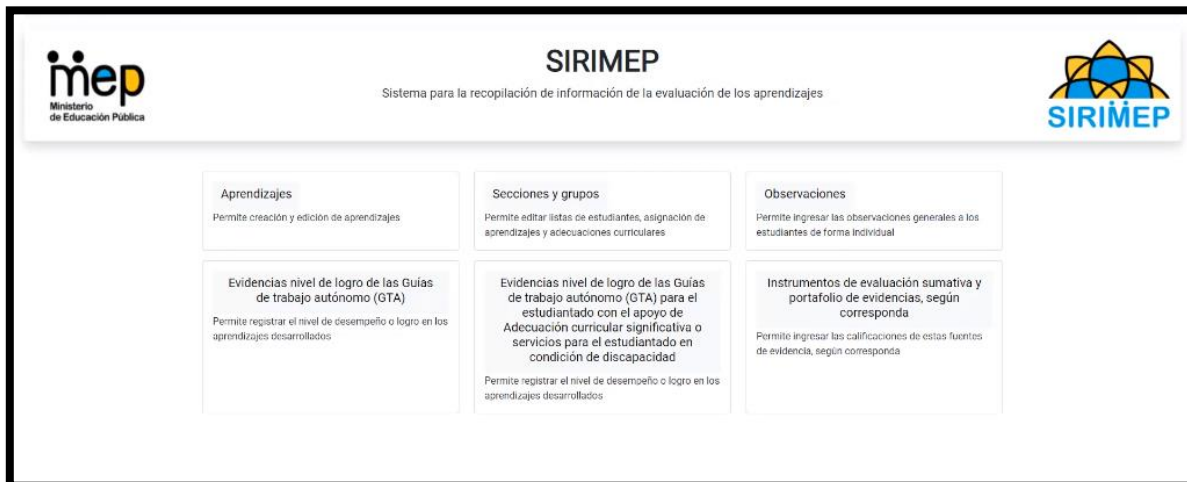 mep
Ministerio
de Educación Pública
SIRIMEP
Sistema para la recopilación de información de la evaluación de los aprendizajes
SIRIMEP
Aprendizajes
Permite creación y edición de aprendizajes
Secciones y grupos
Permite editar listas de estudiantes, asignación de
aprendizajes y adecuaciones curriculares
Observaciones
Permite ingresar las observaciones generales a los
estudiantes de forma individual
Evidencias nivel de logro de las Guías
de trabajo autónomo (GTA)
Permite registrar el nivel de desempeño o logro en los
aprendizajes desarrollados
Evidencias nivel de logro de las Guías
de trabajo autónomo (GTA) para el
estudiantado con el apoyo de
Adecuación curricular significativa o
servicios para el estudiantado en
condición de discapacidad
Permite registrar el nivel de desempeño o logro en los
aprendizajes desarrollados
Instrumentos de evaluación sumativa y
portafolio de evidencias, según
corresponda
Permite ingresar las calificaciones de estas fuentes
de evidencia, según corresponda